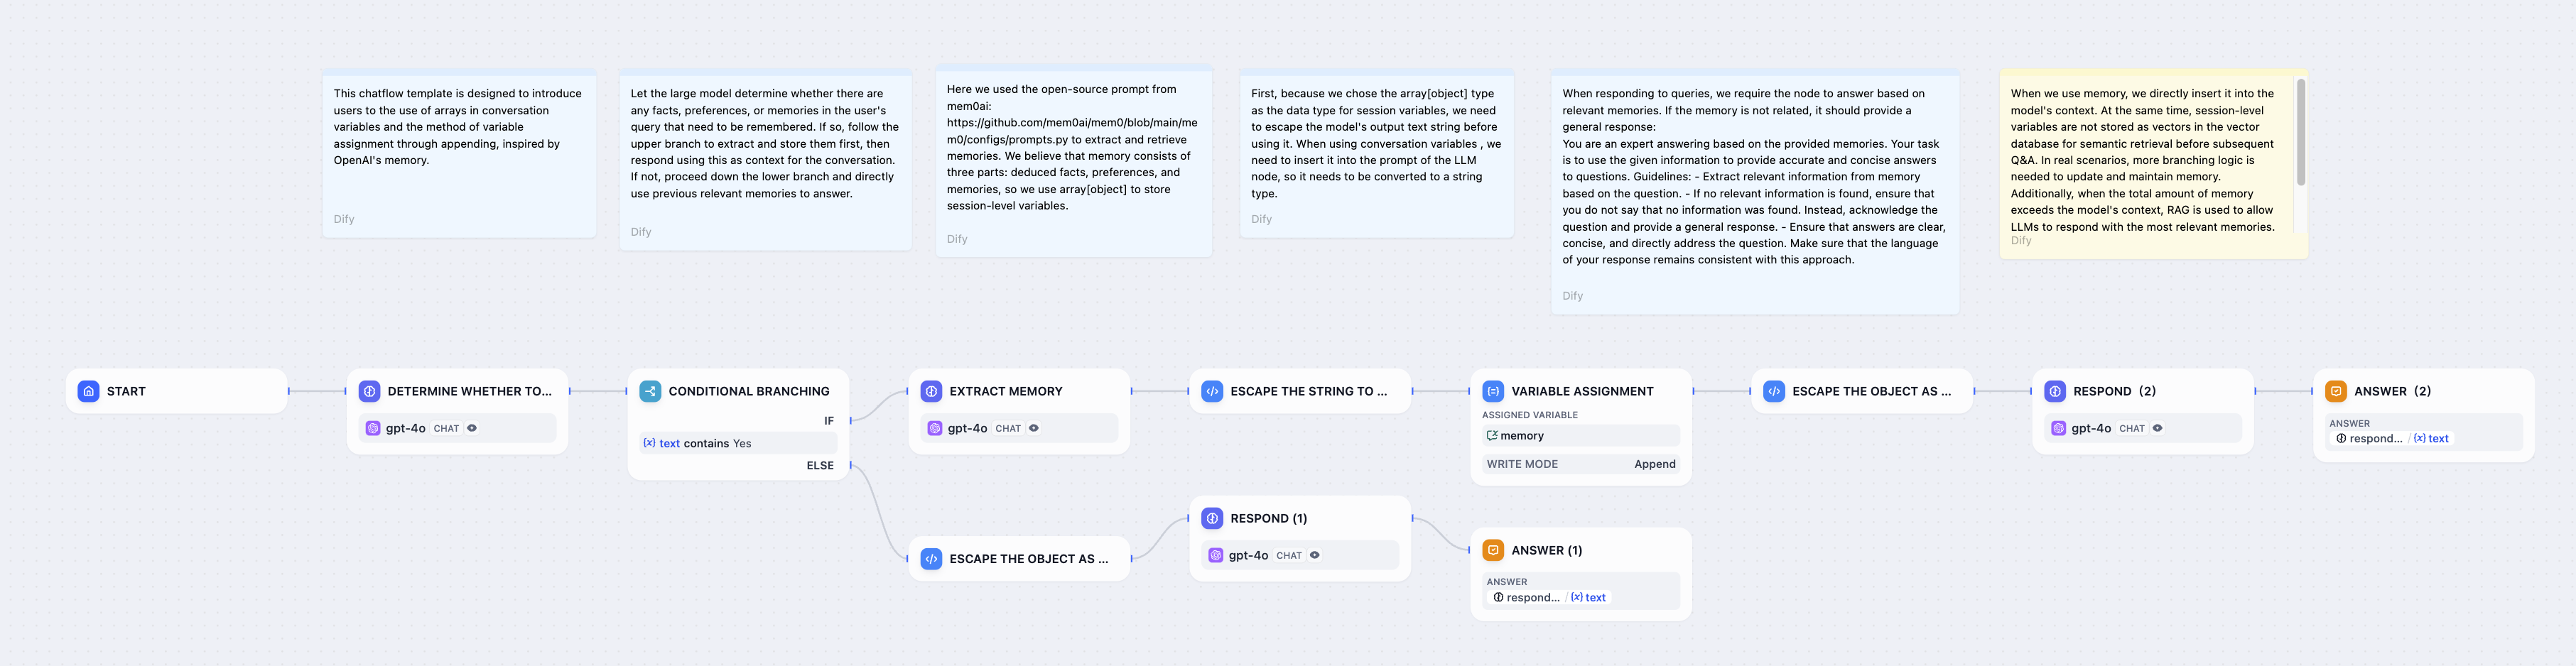 This chatflow template is designed to introduce
users to the use of arrays in conversation
variables and the method of variable
assignment through appending, inspired by
OpenAI's memory.
Dify
Let the large model determine whether there are
any facts, preferences, or memories in the user's
query that need to be remembered. If so, follow the
upper branch to extract and store them first, then
respond using this as context for the conversation.
If not, proceed down the lower branch and directly
use previous relevant memories to answer.
Dify
Here we used the open-source prompt from
mem0ai:
https://github.com/mem0ai/mem0/blob/main/me
m0/configs/prompts.py to extract and retrieve
memories. We believe that memory consists of
three parts: deduced facts, preferences, and
memories, so we use array[object] to store
session-level variables.
Dify
First, because we chose the array[object] type
as the data type for session variables, we need
to escape the model's output text string before
using it. When using conversation variables , we
need to insert it into the prompt of the LLM
node, so it needs to be converted to a string
type.
Dify
When responding to queries, we require the node to answer based on
relevant memories. If the memory is not related, it should provide a
general response:
You are an expert answering based on the provided memories. Your task
is to use the given information to provide accurate and concise answers
to questions. Guidelines: - Extract relevant information from memory
based on the question. - If no relevant information is found, ensure that
you do not say that no information was found. Instead, acknowledge the
question and provide a general response. - Ensure that answers are clear,
concise, and directly address the question. Make sure that the language
of your response remains consistent with this approach.
Dify
When we use memory, we directly insert it into the
model's context. At the same time, session-level
variables are not stored as vectors in the vector
database for semantic retrieval before subsequent
Q&A. In real scenarios, more branching logic is
needed to update and maintain memory.
Additionally, when the total amount of memory
exceeds the model's context, RAG is used to allow
LLMs to respond with the most relevant memories.
Dify
START
DETERMINE WHETHER TO...
gpt-4o CHAT
CONDITIONAL BRANCHING
IF
{x} text contains Yes
ELSE
EXTRACT MEMORY
gpt-4o CHAT
ESCAPE THE STRING TO ...
VARIABLE ASSIGNMENT
ASSIGNED VARIABLE
memory
WRITE MODE Append
ESCAPE THE OBJECT AS ...
RESPOND (2)
gpt-4o CHAT
ANSWER (2)
ANSWER
respond... / {x} text
ESCAPE THE OBJECT AS ...
RESPOND (1)
gpt-4o CHAT
ANSWER (1)
ANSWER
respond... / {x} text